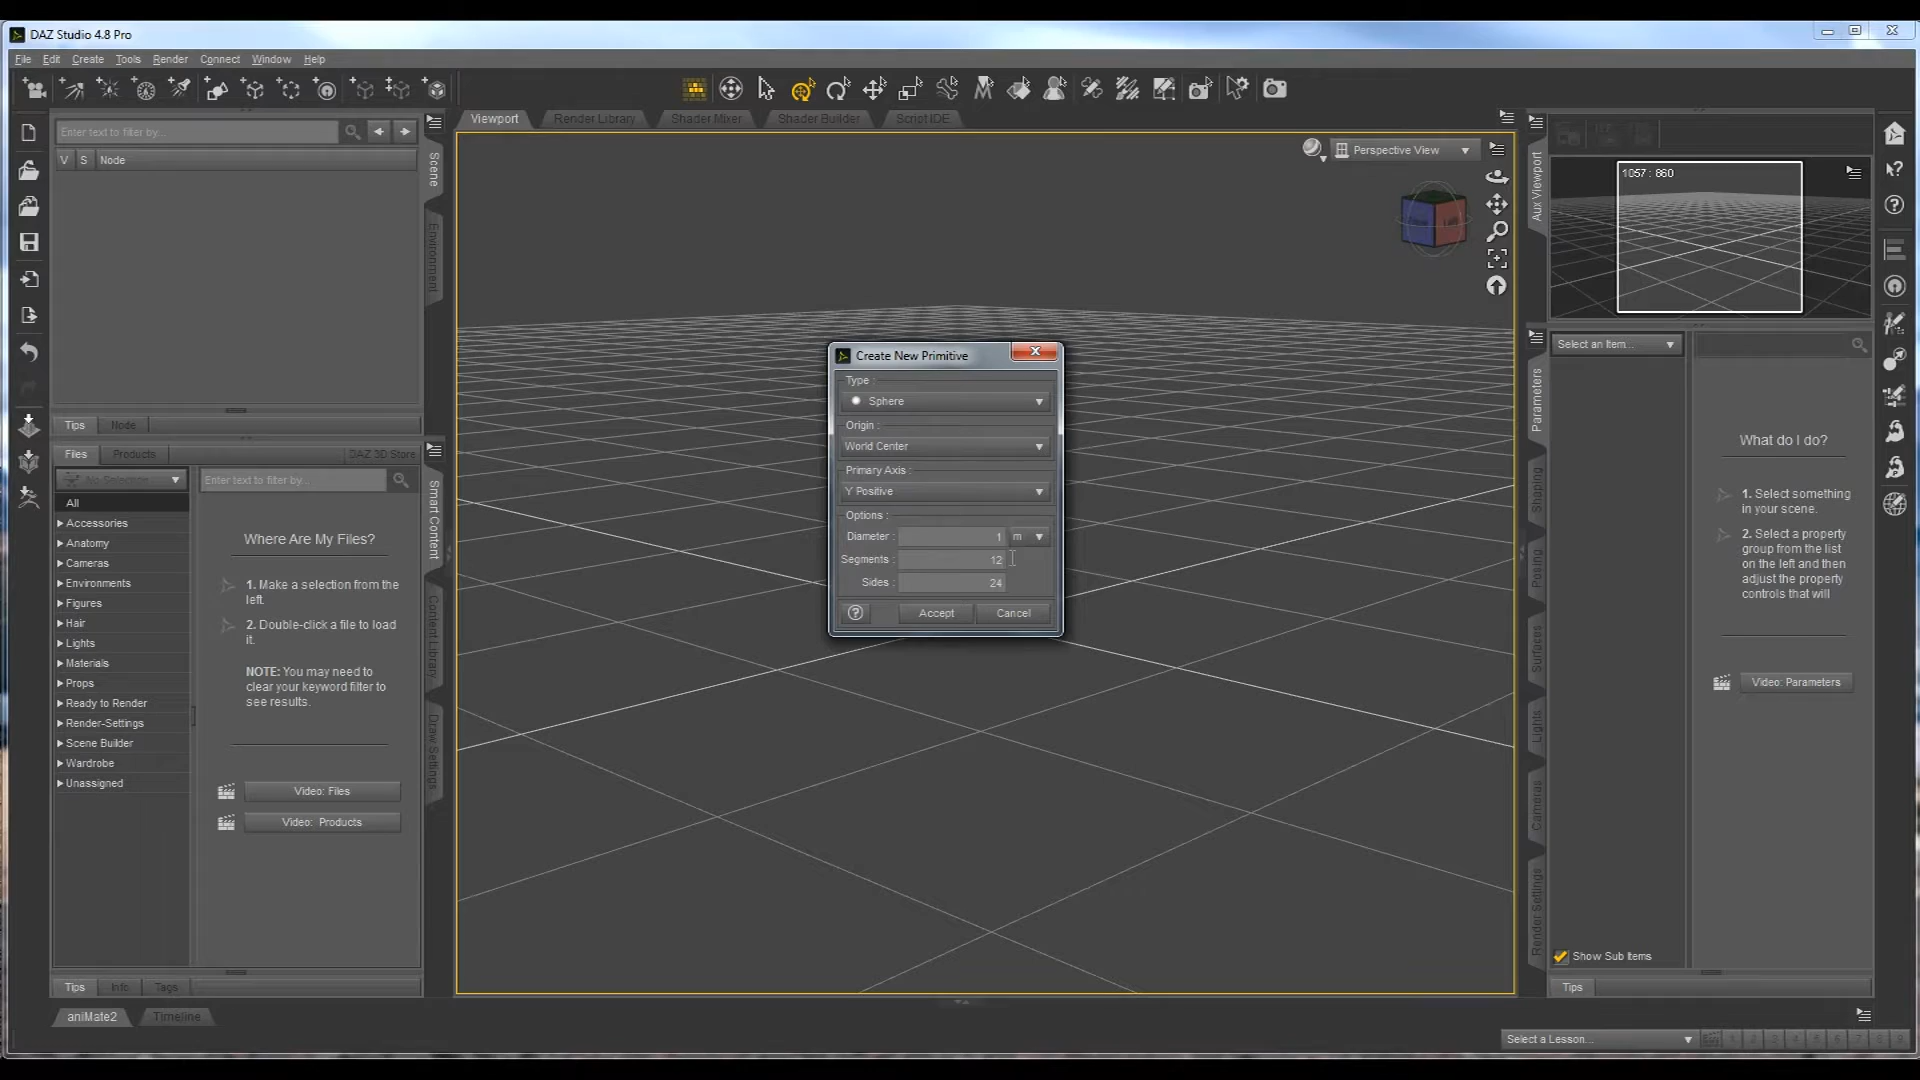 DAZ Studio 4.8 Pro
File Edit Create Tools Render Connect Window Help
Enter text to filter by...
V S Node
Scene
Environment
Tips Node
Files Products DAZ 3D Store
Enter text to filter by...
All
Accessories
Anatomy
Cameras
Environments
Figures
Hair
Lights
Materials
Props
Ready to Render
Render-Settings
Scene Builder
Wardrobe
Unassigned
Where Are My Files?
1. Make a selection from the
left.
2. Double-click a file to load
it.
NOTE: You may need to
clear your keyword filter to
see results.
Video: Files
Video: Products
Smart Content
Content Library
Draw Settings
Tips Info Tags
aniMate2 Timeline
Viewport Render Library Shader Mixer Shader Builder Script IDE
Perspective View
Create New Primitive
Type :
Sphere
Origin :
World Center
Primary Axis :
Y Positive
Options :
Diameter : 1 m
Segments : 12
Sides : 24
Accept Cancel
Aux Viewport
1057 : 860
Parameters
Shaping
Posing
Surfaces
Lights
Cameras
Render Settings
Select an Item...
What do I do?
1. Select something
in your scene.
2. Select a property
group from the list
on the left and then
adjust the property
controls that will
Video: Parameters
Show Sub Items
Tips
Select a Lesson...
1 2 3 4 5 6 7 8 9